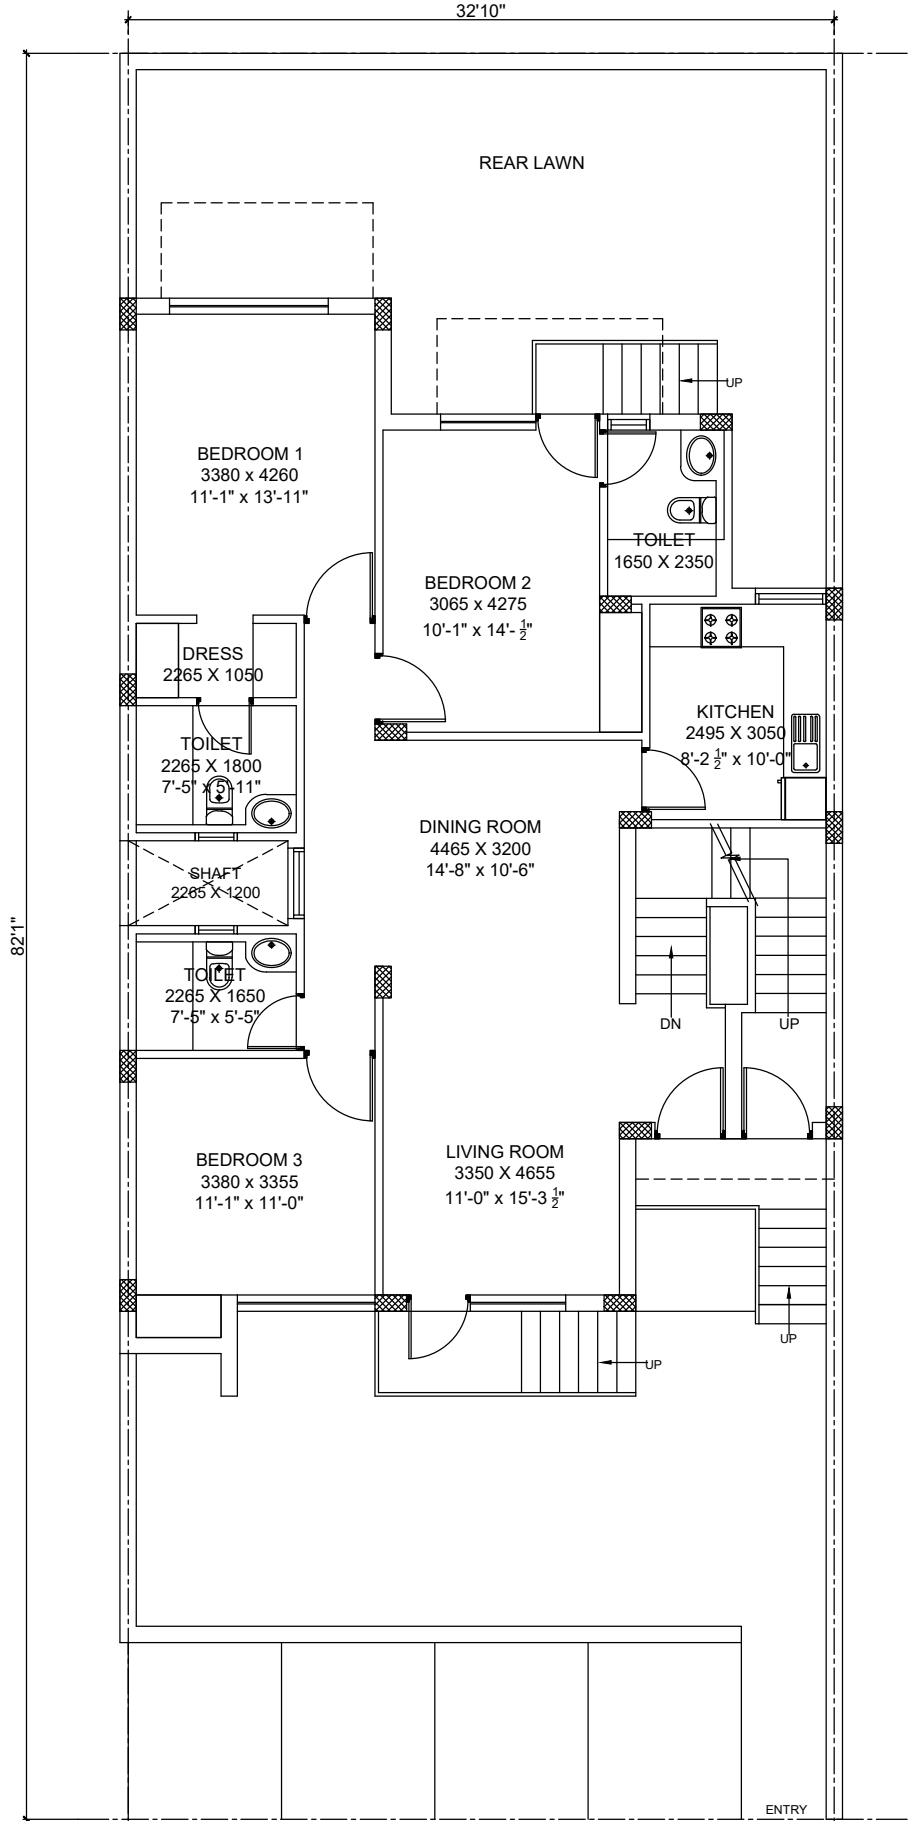 32'10"
REAR LAWN
UP
BEDROOM 1
3380 x 4260
11'-1" x 13'-11"
TOILET
1650 X 2350
BEDROOM 2
3065 x 4275
10'-1" x 14'- 1/2"
DRESS
2265 X 1050
KITCHEN
2495 X 3050
8'-2 1/2" x 10'-0"
TOILET
2265 X 1800
7'-5" x 5'-11"
DINING ROOM
4465 X 3200
14'-8" x 10'-6"
SHAFT
2265 X 1200
82'1"
TOILET
2265 X 1650
7'-5" x 5'-5"
DN
UP
BEDROOM 3
3380 x 3355
11'-1" x 11'-0"
LIVING ROOM
3350 X 4655
11'-0" x 15'-3 1/2"
UP
UP
ENTRY